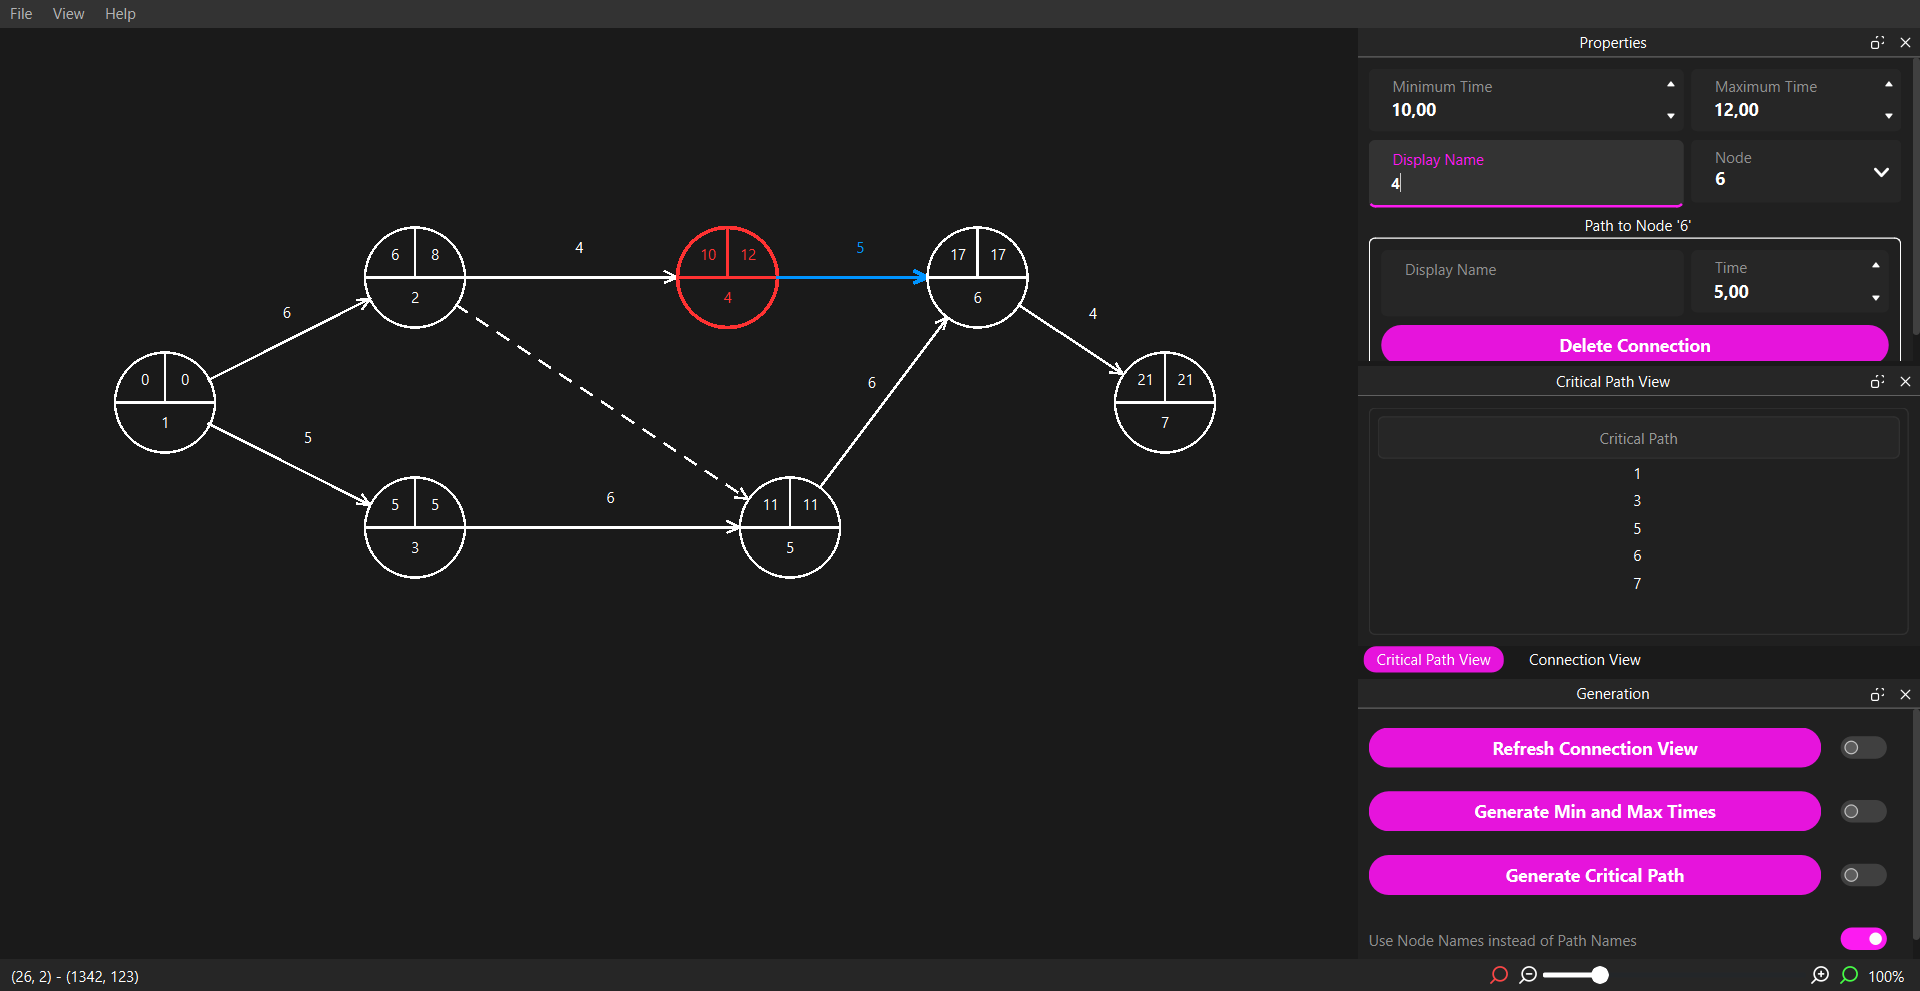 File View Help
6 8
2
4
10 12
4
5
17 17
6
6
0 0
1
5
5 5
3
6
11 11
5
6
4
21 21
7
Properties
Minimum Time
10,00
Maximum Time
12,00
Display Name
4
Node
6
Path to Node '6'
Display Name
Time
5,00
Delete Connection
Critical Path View
Critical Path
1
3
5
6
7
Critical Path View Connection View
Generation
Refresh Connection View
Generate Min and Max Times
Generate Critical Path
Use Node Names instead of Path Names
(26, 2) - (1342, 123)
100%